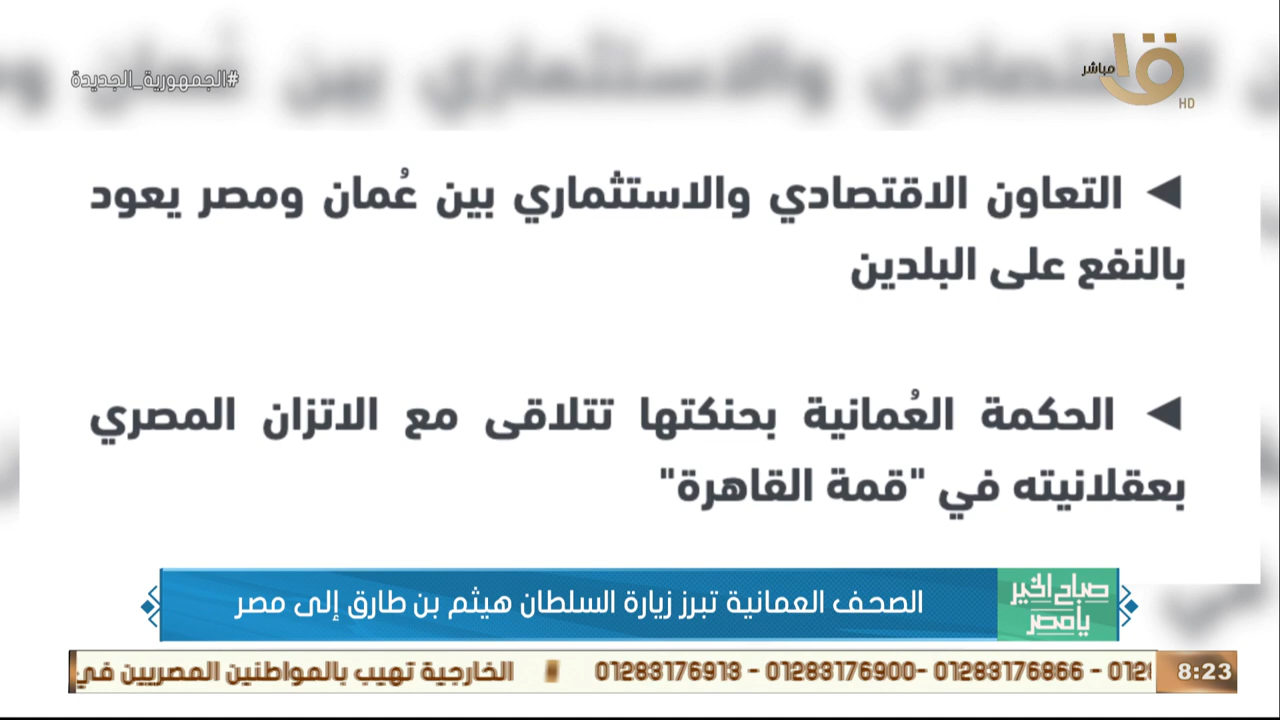 #الجمهورية_الجديدة
مباشر
HD
◀ التعاون الاقتصادي والاستثماري بين عُمان ومصر يعود
بالنفع على البلدين
◀ الحكمة العُمانية بحنكتها تتلاقى مع الاتزان المصري
بعقلانيته في "قمة القاهرة"
صباح الخير
يا مصر
الصحف العمانية تبرز زيارة السلطان هيثم بن طارق إلى مصر
8:23
012 - 01283176866 - 01283176900- 01283176913
الخارجية تهيب بالمواطنين المصريين في